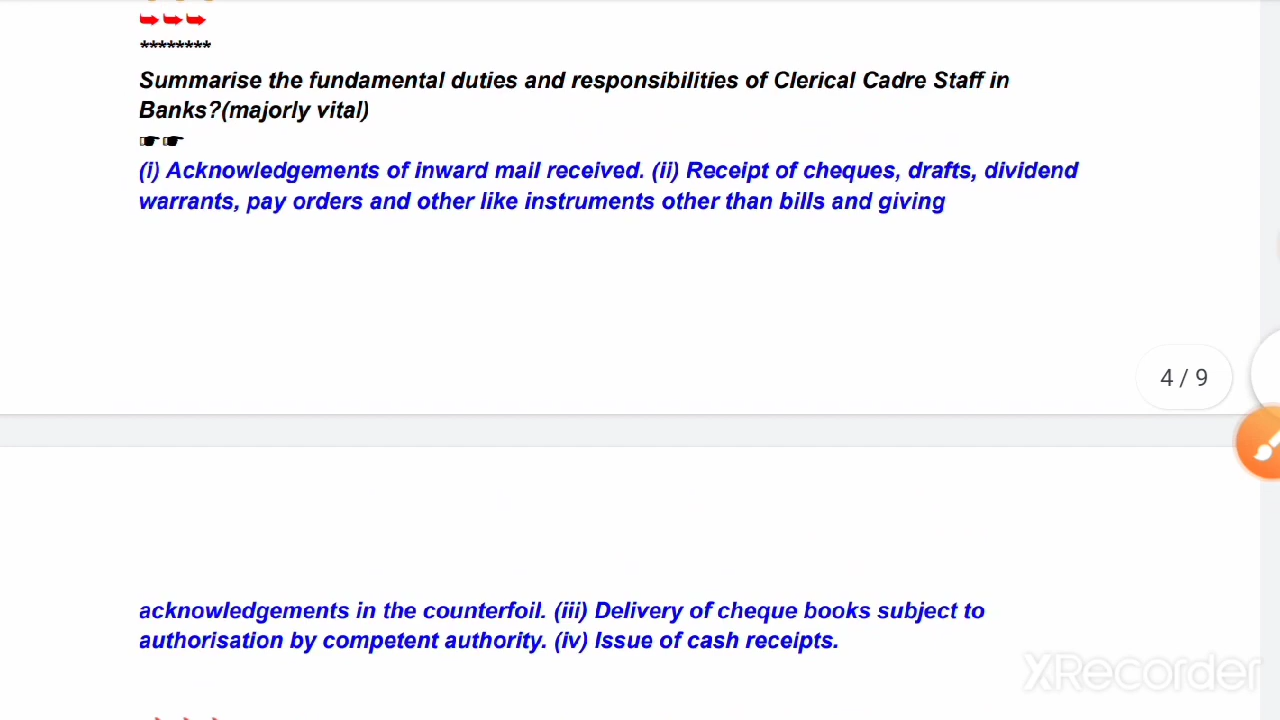 ********
Summarise the fundamental duties and responsibilities of Clerical Cadre Staff in
Banks?(majorly vital)
(i) Acknowledgements of inward mail received. (ii) Receipt of cheques, drafts, dividend
warrants, pay orders and other like instruments other than bills and giving
4 / 9
acknowledgements in the counterfoil. (iii) Delivery of cheque books subject to
authorisation by competent authority. (iv) Issue of cash receipts.
XRecorder